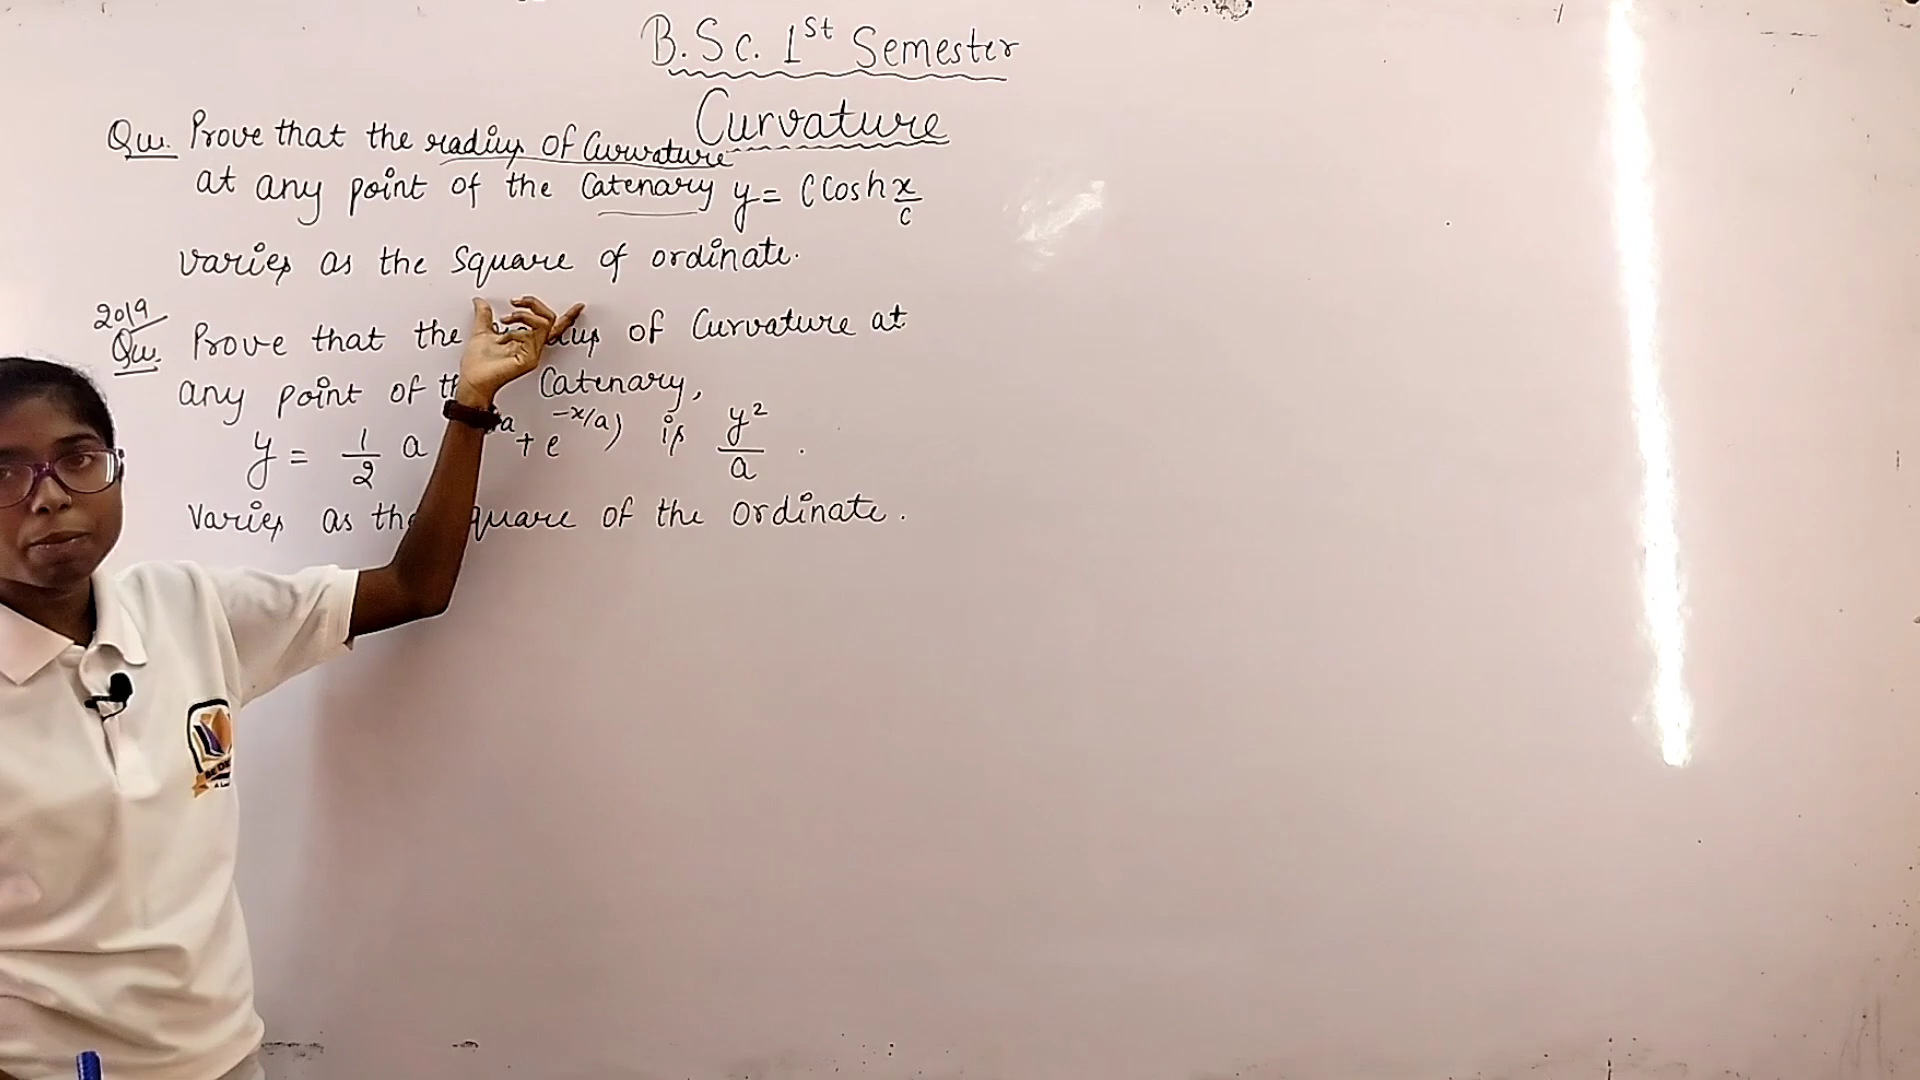 B.Sc. 1st Semester
Curvature
Qu. Prove that the radius of Curvature
at any point of the Catenary y = C Cosh x/c
varies as the square of ordinate.
2019
Qu. Prove that the of Curvature at
any point of Catenary,
y = 1/2 a + e^-x/a) is y²/a .
Varies as the square of the Ordinate.